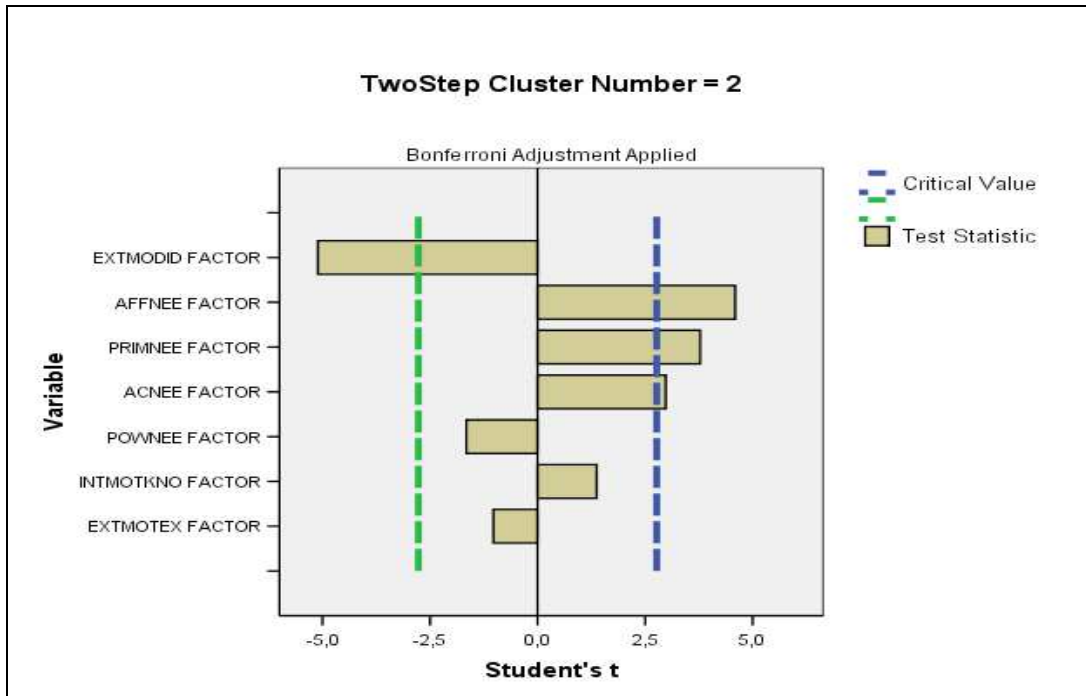 TwoStep Cluster Number = 2
Bonferroni Adjustment Applied
Critical Value
Test Statistic
Variable
EXTMODID FACTOR
AFFNEE FACTOR
PRIMNEE FACTOR
ACNEE FACTOR
POWNEE FACTOR
INTMOTKNO FACTOR
EXTMOTEX FACTOR
-5,0 -2,5 0,0 2,5 5,0
Student's t